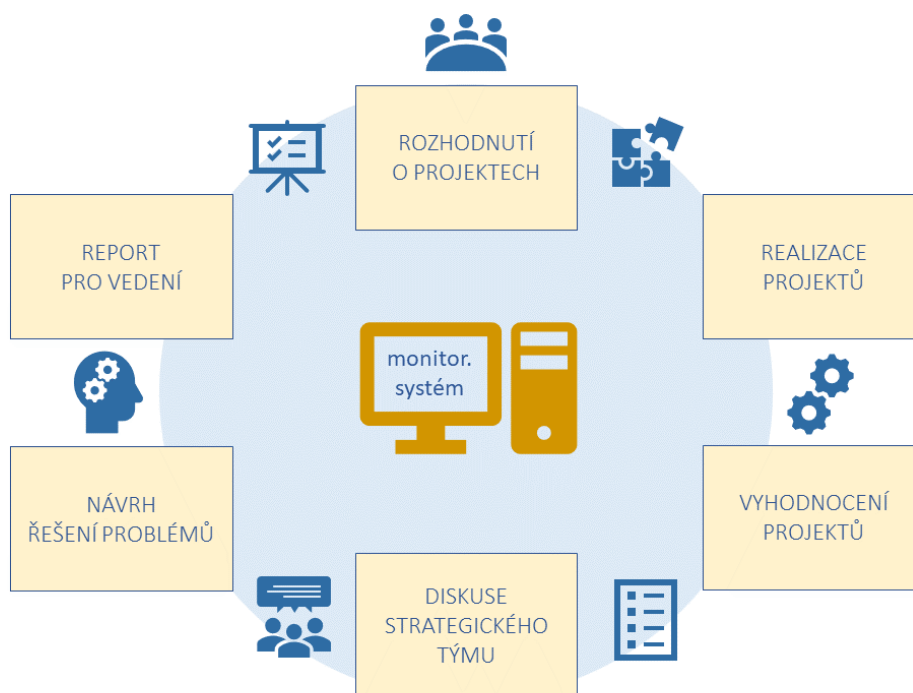 ROZHODNUTÍ
O PROJEKTECH
REPORT
PRO VEDENÍ
REALIZACE
PROJEKTŮ
monitor.
systém
NÁVRH
ŘEŠENÍ PROBLÉMŮ
VYHODNOCENÍ
PROJEKTŮ
DISKUSE
STRATEGICKÉHO
TÝMU